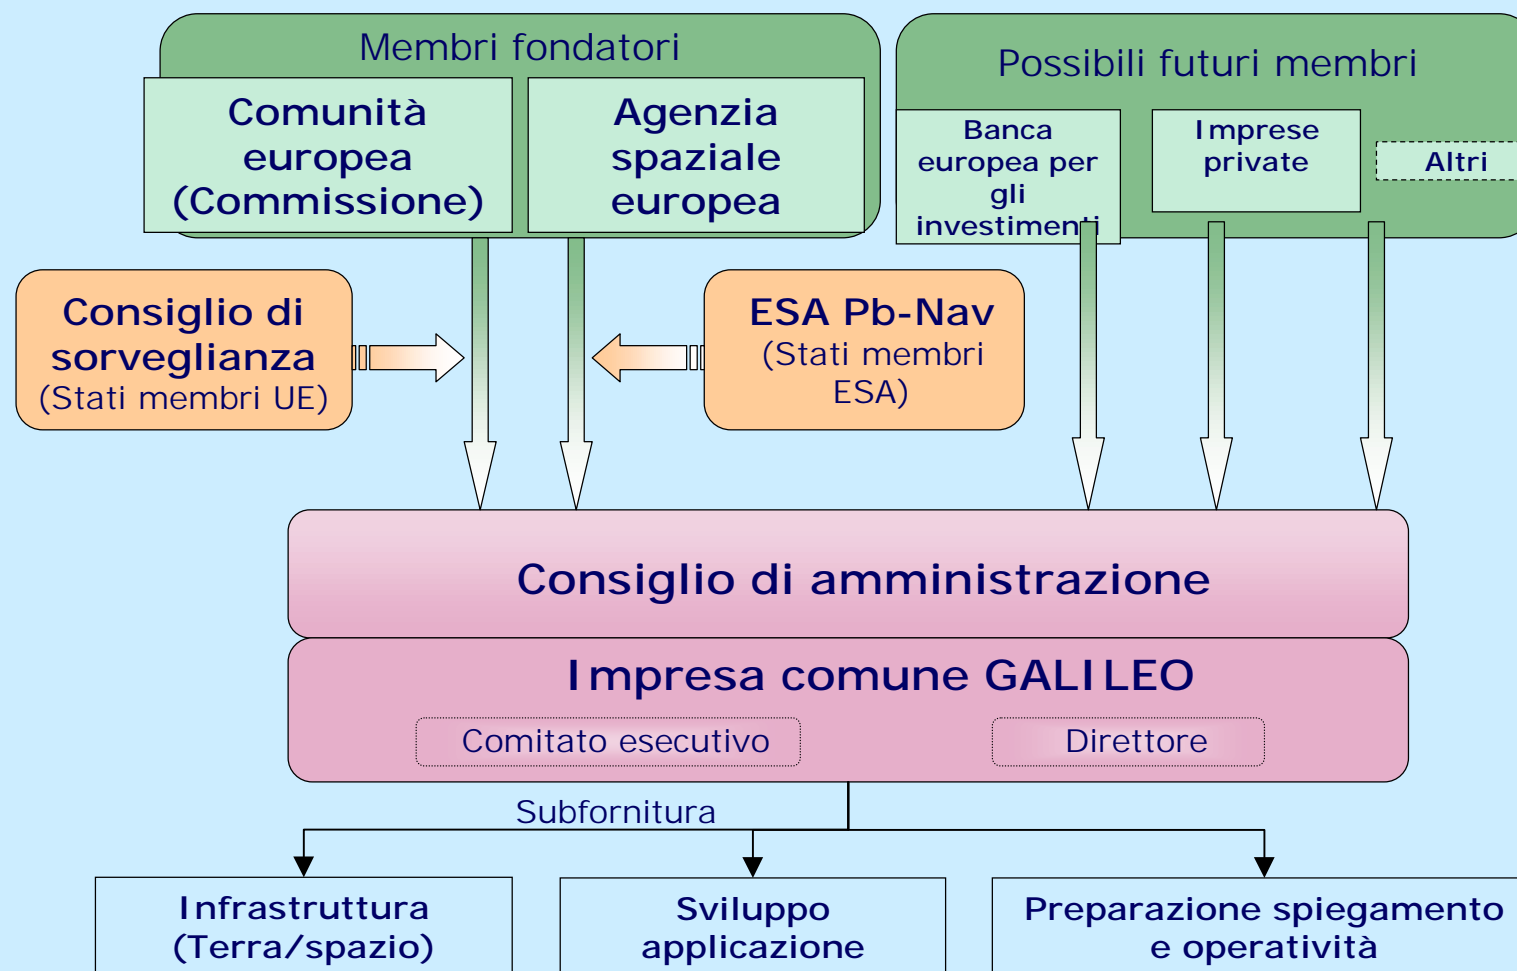 Membri fondatori
Comunità
europea
(Commissione)
Agenzia
spaziale
europea
Possibili futuri membri
Banca
europea per
gli
investimenti
Imprese
private
Altri
Consiglio di
sorveglianza
(Stati membri UE)
ESA Pb-Nav
(Stati membri
ESA)
Consiglio di amministrazione
Impresa comune GALILEO
Comitato esecutivo
Direttore
Subfornitura
Infrastruttura
(Terra/spazio)
Sviluppo
applicazione
Preparazione spiegamento
e operatività